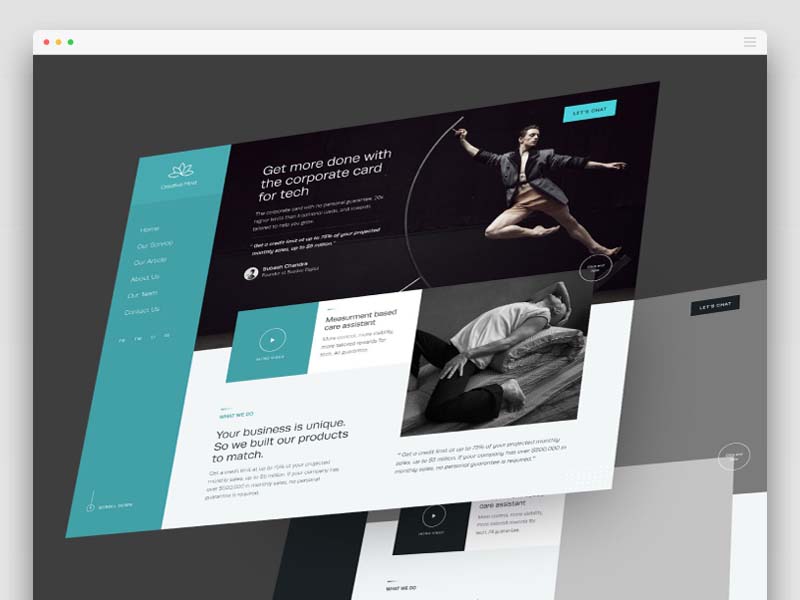 LET'S CHAT
Creative Mind
Get more done with
the corporate card
for tech
The corporate card with no personal guarantee, 20x
higher limits than traditional cards, and rewards
tailored to help you grow.
" Get a credit limit at up to 75% of your projected
monthly sales, up to $5 million."
Subash Chandra
Founder at Bunker Digital
Home
Our Service
Our Article
About Us
Our Team
Contact Us
FB TW
INTRO VIDEO
Measurment based
care assistant
More control, more visibility,
more tailored rewards for
tech. All guarantee.
LET'S CHAT
WHAT WE DO
Your business is unique.
So we built our products
to match.
Get a credit limit at up to 75% of your projected
monthly sales, up to $5 million. If your company has
over $500,000 in monthly sales, no personal
guarantee is required.
" Get a credit limit at up to 75% of your projected monthly
sales, up to $5 million. If your company has over $500,000 in
monthly sales, no personal guarantee is required."
SCROLL DOWN
care assistant
More control, more visibility,
more tailored rewards for
tech. All guarantee.
INTRO VIDEO
WHAT WE DO